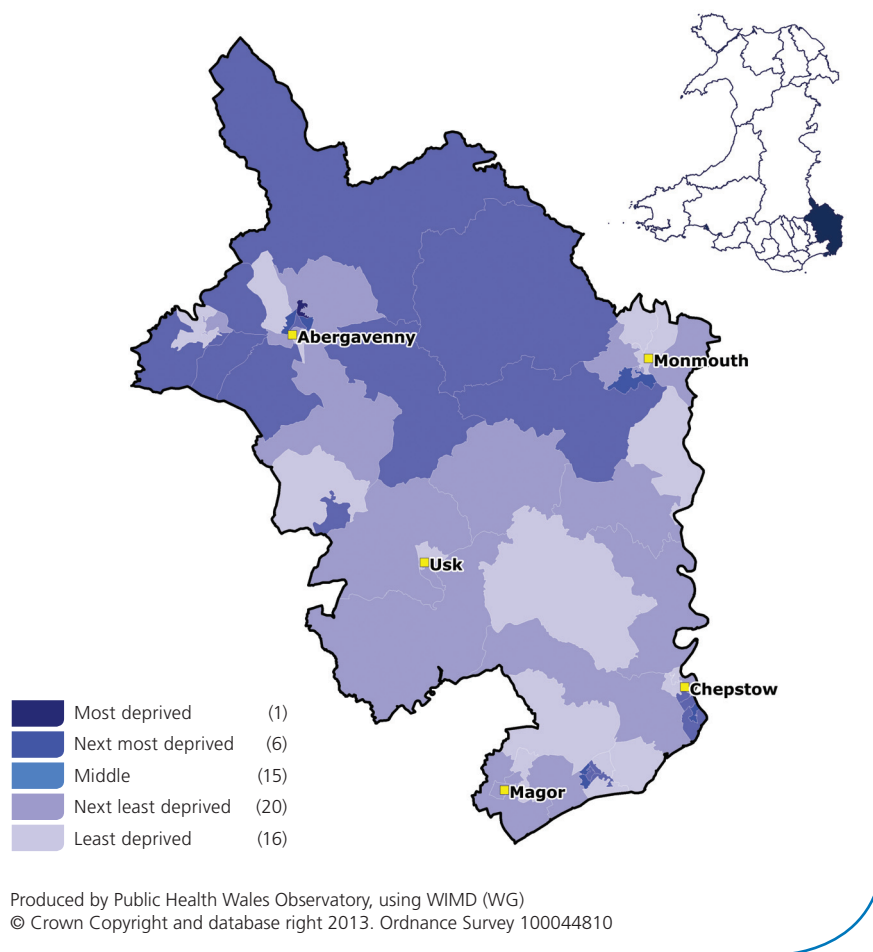 Abergavenny
Monmouth
Usk
Chepstow
Magor
Most deprived (1)
Next most deprived (6)
Middle (15)
Next least deprived (20)
Least deprived (16)
Produced by Public Health Wales Observatory, using WIMD (WG)
© Crown Copyright and database right 2013. Ordnance Survey 100044810